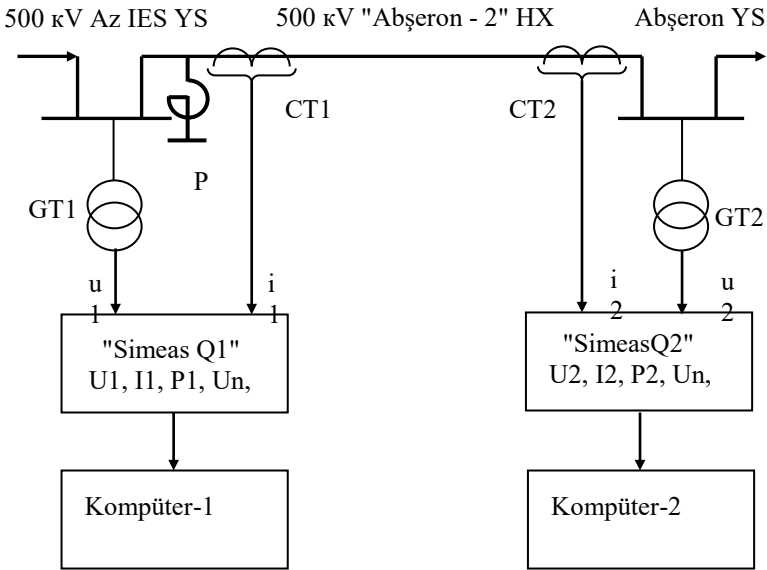 500 кV Az IES YS
500 кV "Abşeron - 2" HX
Abşeron YS
CT1
CT2
P
GT1
GT2
u
1
i
1
i
2
u
2
"Simeas Q1"
U1, I1, P1, Un,
"SimeasQ2"
U2, I2, P2, Un,
Kompüter-1
Kompüter-2